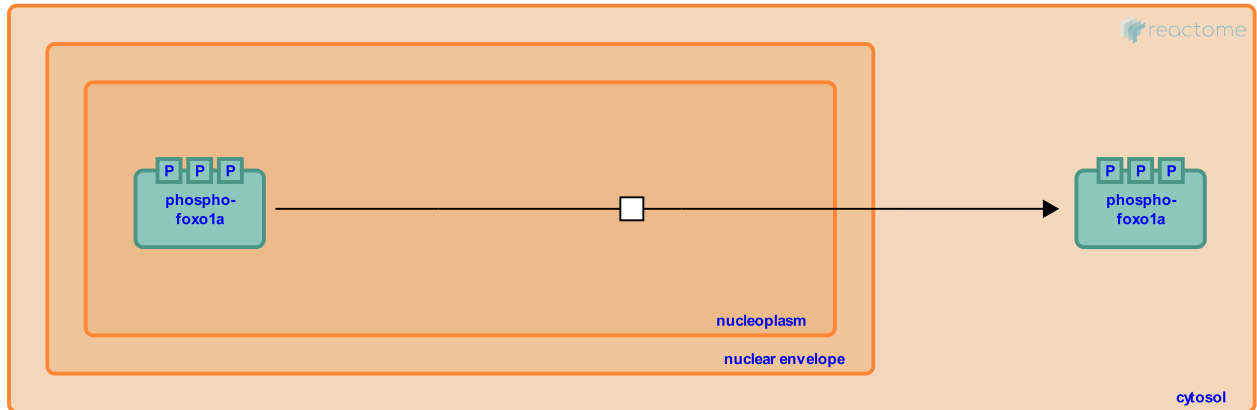 reactome
P P P
phospho-
foxo1a
P P P
phospho-
foxo1a
nucleoplasm
nuclear envelope
cytosol